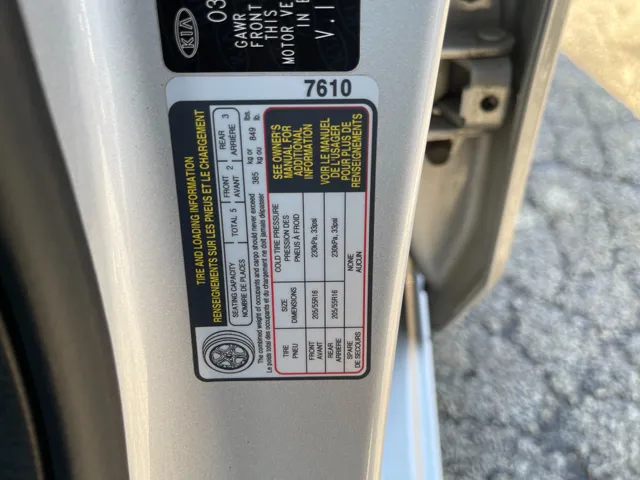 KIA
03
GAWR
FRONT
THIS
MOTOR VE
IN E
V.I
7610
TIRE AND LOADING INFORMATION
RENSEIGNEMENTS SUR LES PNEUS ET LE CHARGEMENT
SEATING CAPACITY
NOMBRE DE PLACES
TOTAL 5
FRONT 2
AVANT
REAR 3
ARRIÈRE
The combined weight of occupants and cargo should never exceed 385 kg or 849 lbs.
Le poids total des occupants et du chargement ne doit jamais dépasser kg ou lb.
TIRE SIZE COLD TIRE PRESSURE
PNEU DIMENSIONS PRESSION DES PNEUS À FROID
FRONT 205/55R16 230kPa, 33psi
AVANT
REAR 205/55R16 230kPa, 33psi
ARRIÈRE
SPARE NONE
DE SECOURS AUCUN
SEE OWNER'S
MANUAL FOR
ADDITIONAL
INFORMATION
VOIR LE MANUEL
DE L'USAGER
POUR PLUS DE
RENSEIGNEMENTS